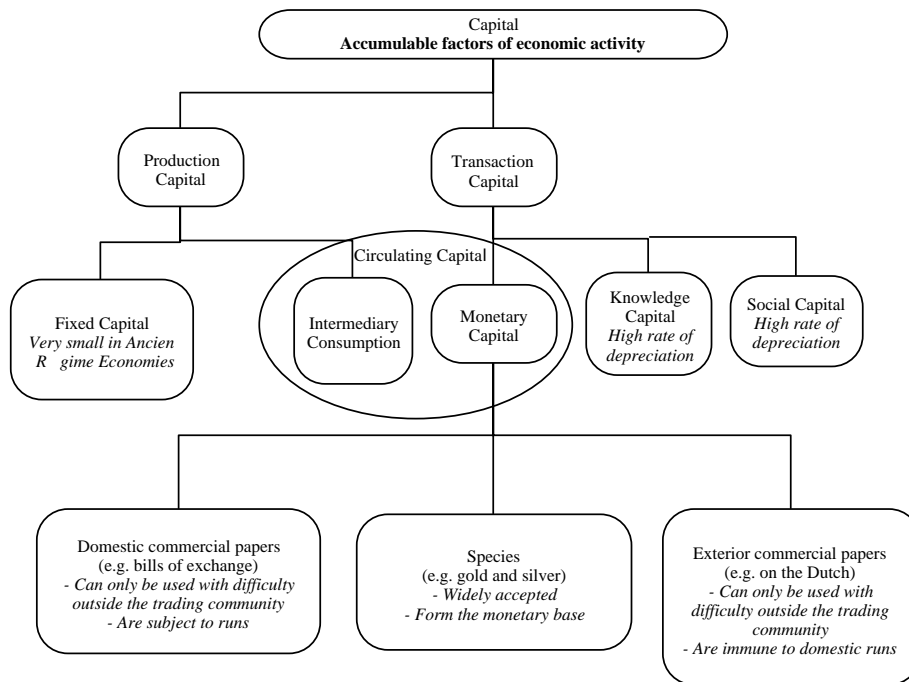 Capital
Accumulable factors of economic activity
Production
Capital
Transaction
Capital
Circulating Capital
Fixed Capital
Very small in Ancien
R gime Economies
Intermediary
Consumption
Monetary
Capital
Knowledge
Capital
High rate of
depreciation
Social Capital
High rate of
depreciation
Domestic commercial papers
(e.g. bills of exchange)
- Can only be used with difficulty
outside the trading community
- Are subject to runs
Species
(e.g. gold and silver)
- Widely accepted
- Form the monetary base
Exterior commercial papers
(e.g. on the Dutch)
- Can only be used with
difficulty outside the trading
community
- Are immune to domestic runs